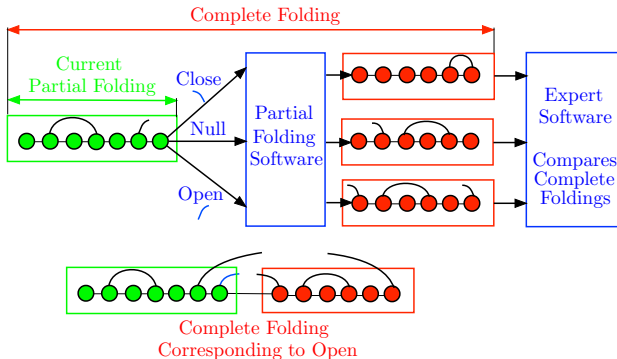 Complete Folding
Current
Partial Folding
Close
Null
Open
Partial
Folding
Software
Expert
Software
Compares
Complete
Foldings
Complete Folding
Corresponding to Open